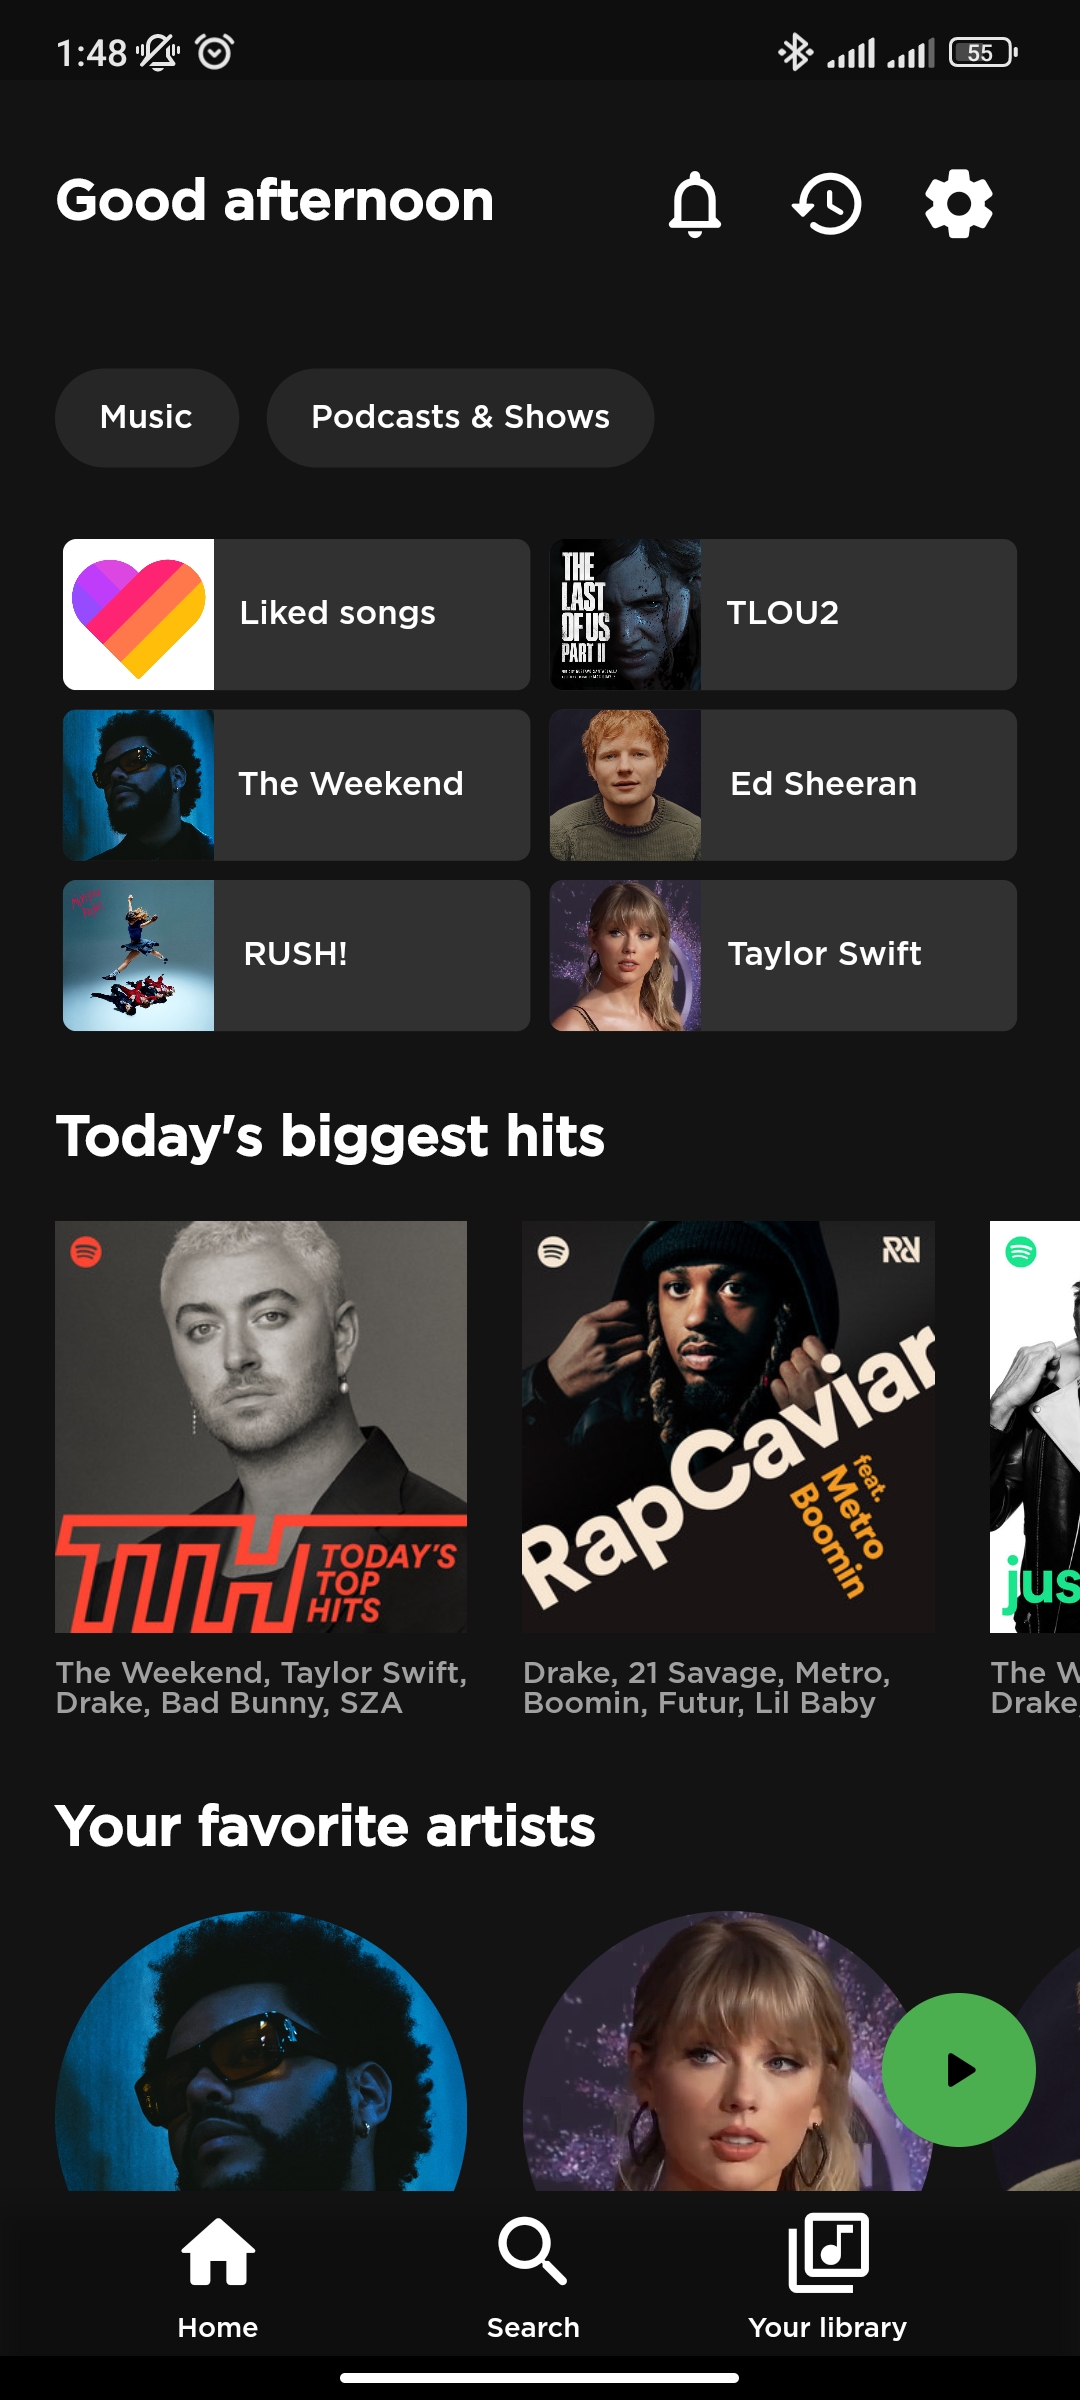 1:48
55
Good afternoon
Music
Podcasts & Shows
Liked songs
THE
LAST
OF US
PART II
TLOU2
The Weekend
Ed Sheeran
RUSH!
Taylor Swift
Today's biggest hits
TTH
TODAY'S
TOP
HITS
RapCaviar
feat.
Metro
Boomin
jus
The Weekend, Taylor Swift,
Drake, Bad Bunny, SZA
Drake, 21 Savage, Metro,
Boomin, Futur, Lil Baby
The W
Drake,
Your favorite artists
Home
Search
Your library